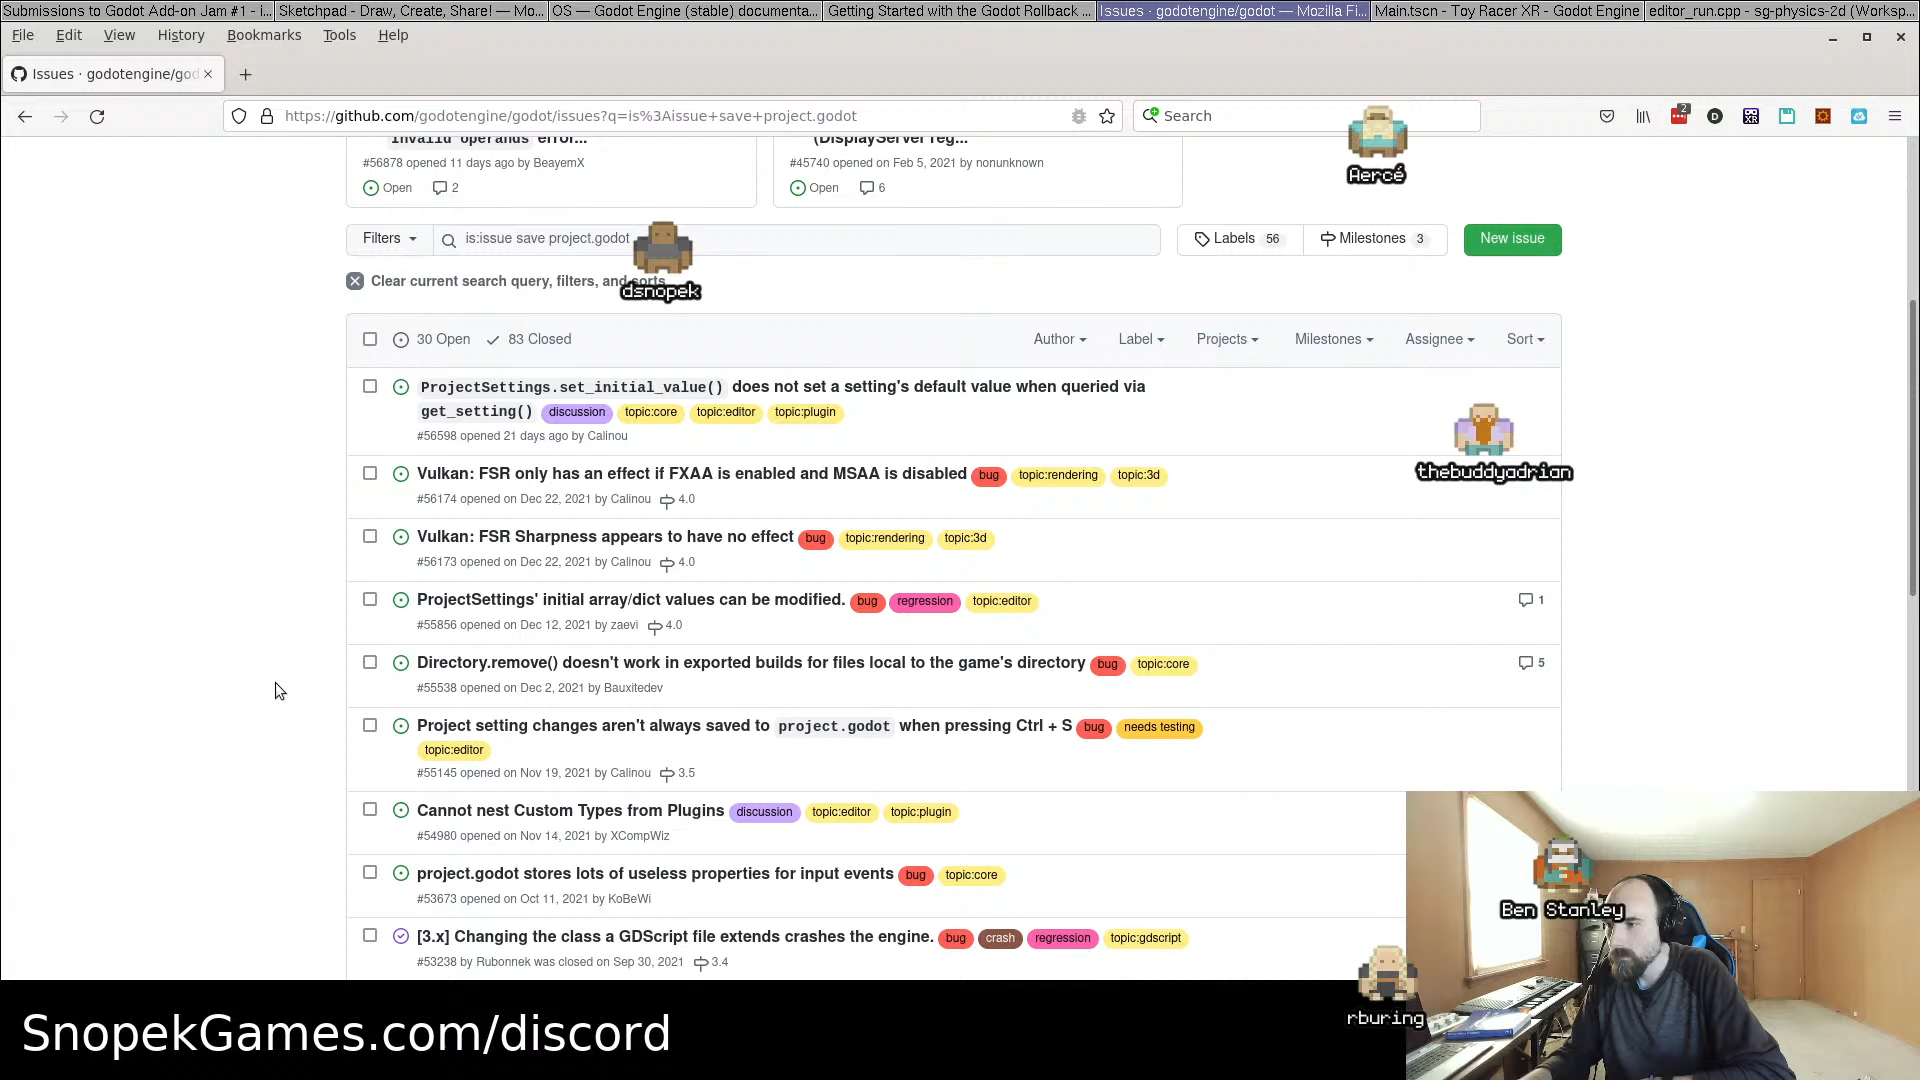 Submissions to Godot Add-on Jam #1 - i...
Sketchpad - Draw, Create, Share! — Mo...
OS — Godot Engine (stable) documenta...
Getting Started with the Godot Rollback ...
Issues · godotengine/godot — Mozilla Fi...
Main.tscn - Toy Racer XR - Godot Engine
editor_run.cpp - sg-physics-2d (Worksp...
File Edit View History Bookmarks Tools Help
Issues · godotengine/god
https://github.com/godotengine/godot/issues?q=is%3Aissue+save+project.godot
Search
2
Invalid operands error...
(DisplayServer reg...
#56878 opened 11 days ago by BeayemX
#45740 opened on Feb 5, 2021 by nonunknown
Open 2
Open 6
Aercé
Filters
is:issue save project.godot
Labels 56
Milestones 3
New issue
Clear current search query, filters, and sorts
dsnopek
30 Open 83 Closed
Author Label Projects Milestones Assignee Sort
ProjectSettings.set_initial_value() does not set a setting's default value when queried via
get_setting() discussion topic:core topic:editor topic:plugin
#56598 opened 21 days ago by Calinou
thebuddyadrian
Vulkan: FSR only has an effect if FXAA is enabled and MSAA is disabled bug topic:rendering topic:3d
#56174 opened on Dec 22, 2021 by Calinou 4.0
Vulkan: FSR Sharpness appears to have no effect bug topic:rendering topic:3d
#56173 opened on Dec 22, 2021 by Calinou 4.0
ProjectSettings' initial array/dict values can be modified. bug regression topic:editor 1
#55856 opened on Dec 12, 2021 by zaevi 4.0
Directory.remove() doesn't work in exported builds for files local to the game's directory bug topic:core 5
#55538 opened on Dec 2, 2021 by Bauxitedev
Project setting changes aren't always saved to project.godot when pressing Ctrl + S bug needs testing
topic:editor
#55145 opened on Nov 19, 2021 by Calinou 3.5
Cannot nest Custom Types from Plugins discussion topic:editor topic:plugin
#54980 opened on Nov 14, 2021 by XCompWiz
project.godot stores lots of useless properties for input events bug topic:core
#53673 opened on Oct 11, 2021 by KoBeWi
Ben Stanley
[3.x] Changing the class a GDScript file extends crashes the engine. bug crash regression topic:gdscript
#53238 by Rubonnek was closed on Sep 30, 2021 3.4
rburing
SnopekGames.com/discord